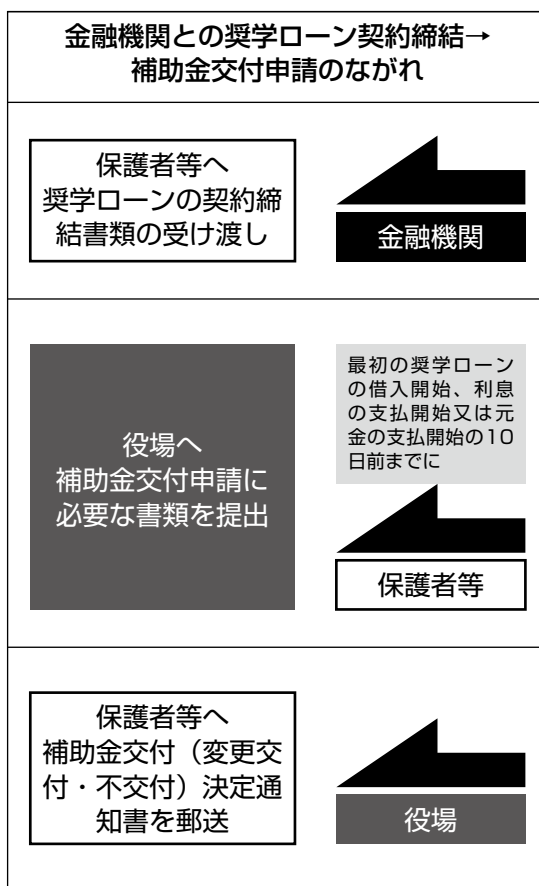 金融機関との奨学ローン契約締結→
補助金交付申請のながれ
保護者等へ
奨学ローンの契約締
結書類の受け渡し
金融機関
役場へ
補助金交付申請に
必要な書類を提出
最初の奨学ローン
の借入開始、利息
の支払開始又は元
金の支払開始の10
日前までに
保護者等
保護者等へ
補助金交付（変更交
付・不交付）決定通
知書を郵送
役場